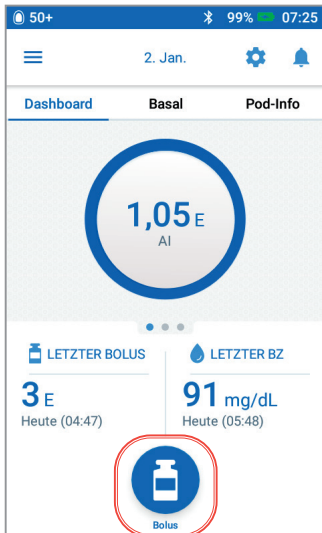 50+ 99% 07:25
2. Jan.
Dashboard Basal Pod-Info
1,05 E
AI
LETZTER BOLUS LETZTER BZ
3 E 91 mg/dL
Heute (04:47) Heute (05:48)
Bolus